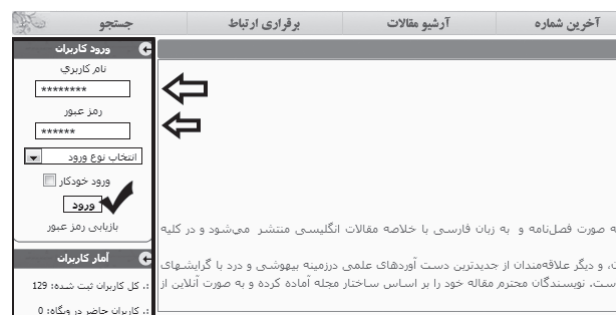 آخرین شماره
آرشیو مقالات
برقراری ارتباط
جستجو
ورود کاربران
نام کاربري
********
رمز عبور
******
انتخاب نوع ورود
ورود خودکار
ورود
بازیابی رمز عبور
آمار کاربران
.: کل کاربران ثبت شده: 129
.: کاربران حاضر در وبگاه: 0
ه صورت فصل‌نامه و به زبان فارسی با خلاصه مقالات انگلیسی منتشر می‌شود و در کلیه
ت، و دیگر علاقه‌مندان از جدیدترین دست آوردهای علمی درزمینه بیهوشی و درد با گرایشهای
ست. نویسندگان محترم مقاله خود را بر اساس ساختار مجله آماده کرده و به صورت آنلاین از